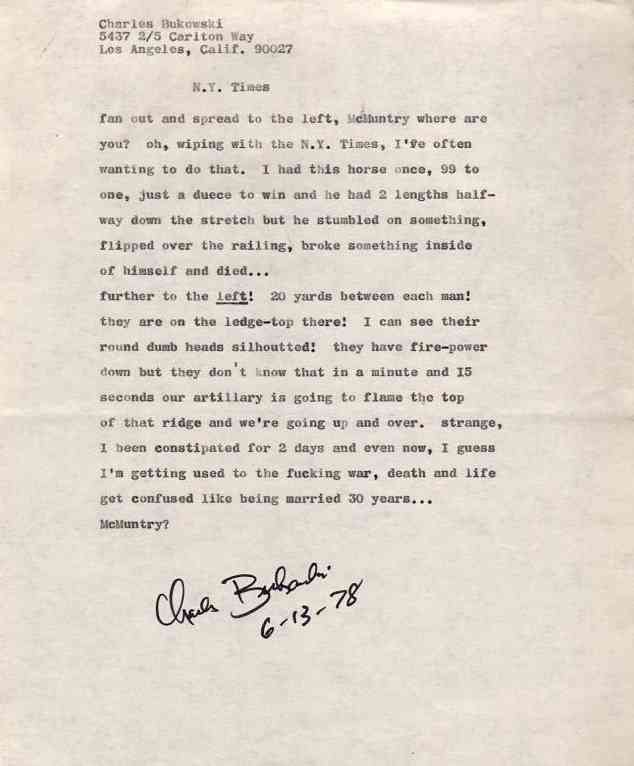 Charles Bukowski
5437 2/5 Carlton Way
Los Angeles, Calif. 90027
N.Y. Times
fan out and spread to the left, McMuntry where are
you? oh, wiping with the N.Y. Times, I've often
wanting to do that. I had this horse once, 99 to
one, just a duece to win and he had 2 lengths half-
way down the stretch but he stumbled on something,
flipped over the railing, broke something inside
of himself and died...
further to the left! 20 yards between each man!
they are on the ledge-top there! I can see their
round dumb heads silhoutted! they have fire-power
down but they don't know that in a minute and 15
seconds our artillary is going to flame the top
of that ridge and we're going up and over. strange,
I been constipated for 2 days and even now, I guess
I'm getting used to the fucking war, death and life
get confused like being married 30 years...
McMuntry?
Charles Bukowski
6-13-78